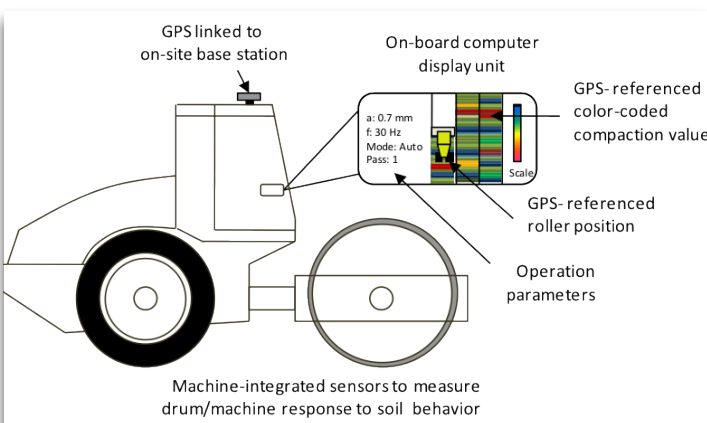 GPS linked to
on-site base station
On-board computer
display unit
GPS- referenced
color-coded
compaction value
a: 0.7 mm
f: 30 Hz
Mode: Auto
Pass: 1
Scale
GPS- referenced
roller position
Operation
parameters
Machine-integrated sensors to measure
drum/machine response to soil behavior